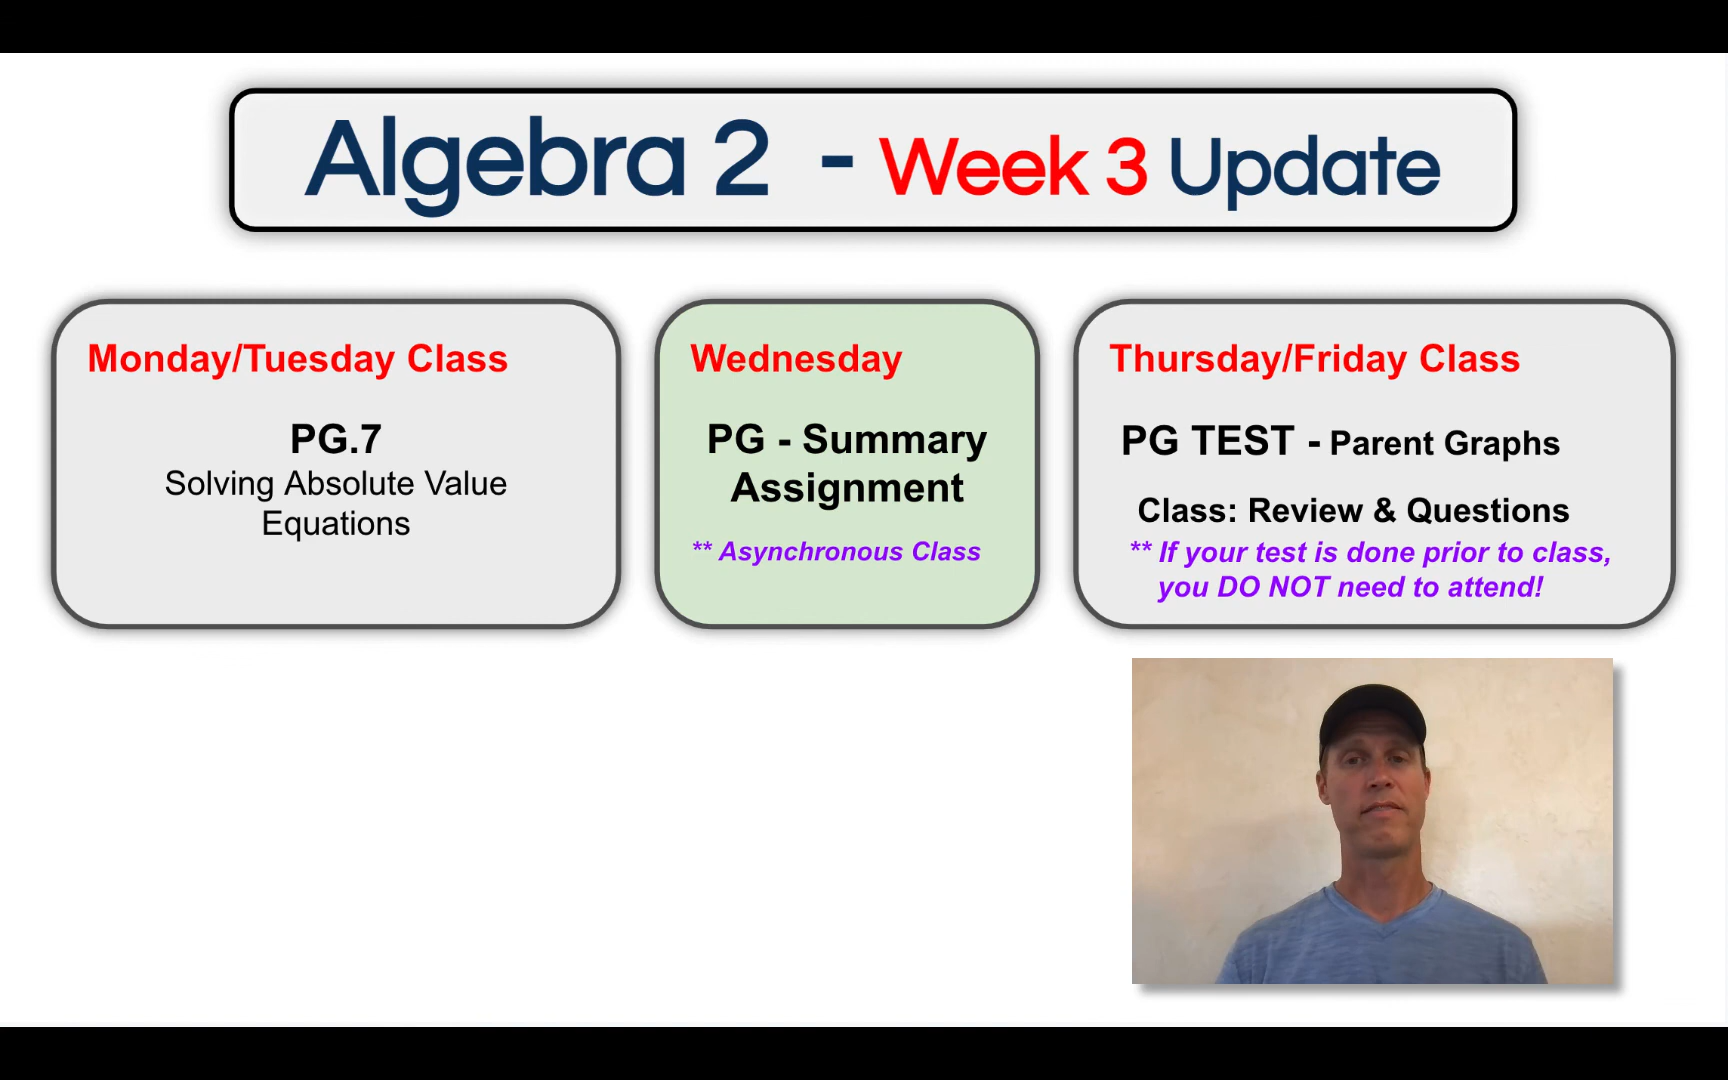 Algebra 2 - Week 3 Update
Monday/Tuesday Class
PG.7
Solving Absolute Value
Equations
Wednesday
PG - Summary
Assignment
** Asynchronous Class
Thursday/Friday Class
PG TEST - Parent Graphs
Class: Review & Questions
** If your test is done prior to class,
you DO NOT need to attend!